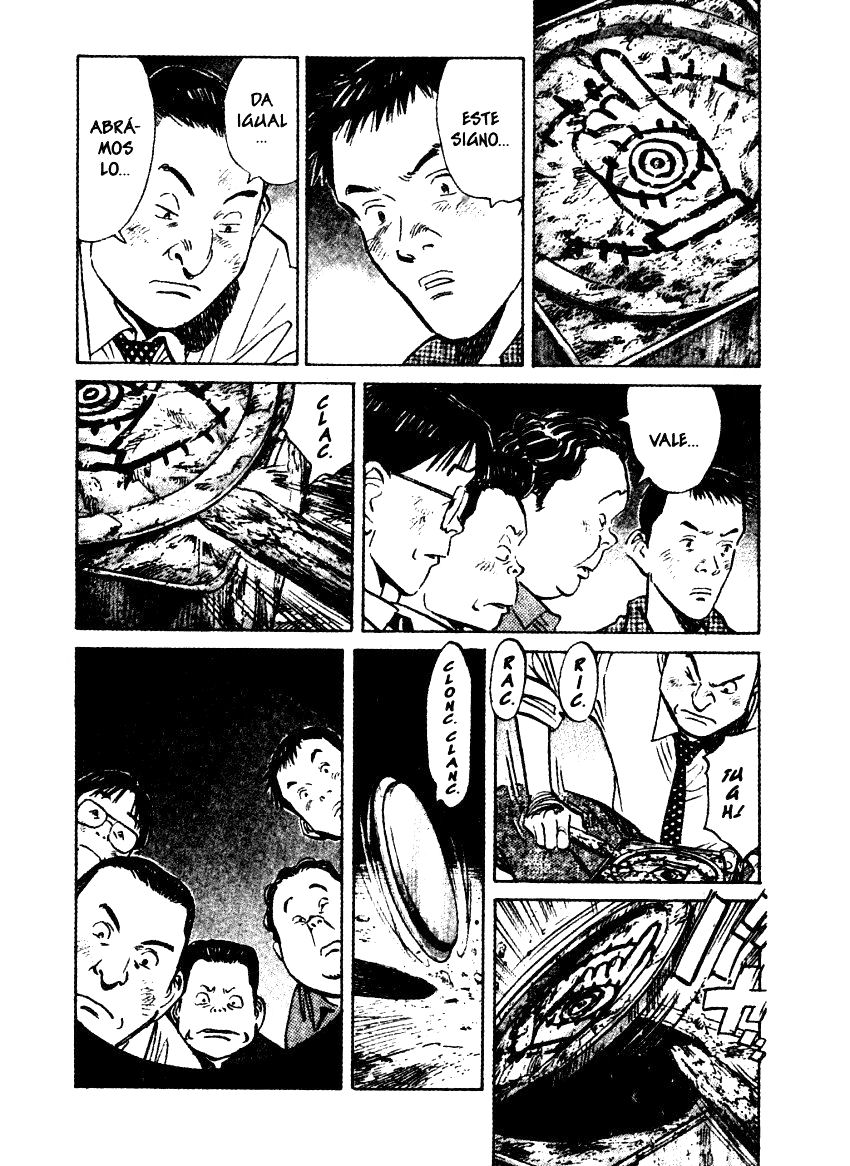 ESTE
SIGNO...
DA
IGUAL
...
ABRÁ-
MOS
LO...
VALE...
CLAC.
RIC.
RAC.
¡UGH!
CLONC. CLANC.